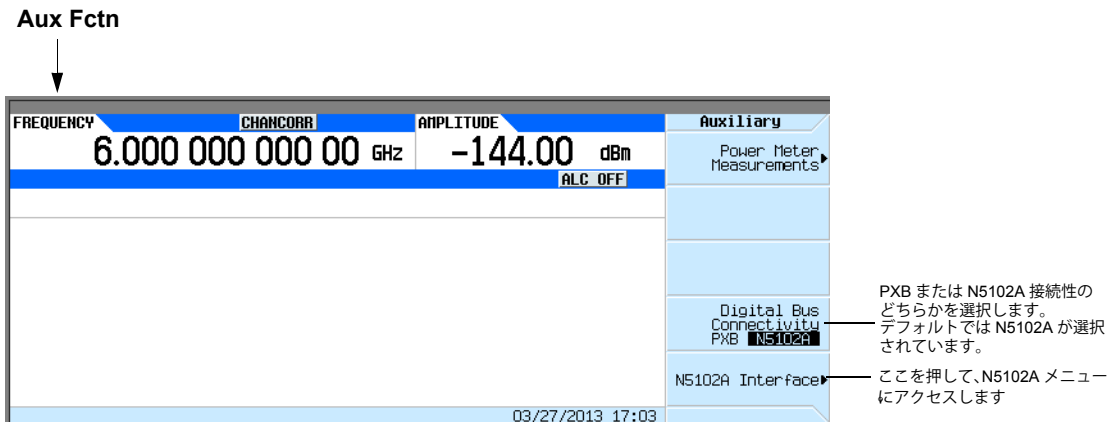 Aux Fctn
FREQUENCY
CHANCORR
AMPLITUDE
Auxiliary
6.000 000 000 00 GHz
-144.00 dBm
Power Meter
Measurements
ALC OFF
Digital Bus
Connectivity
PXB N5102A
PXB または N5102A 接続性の
どちらかを選択します。
デフォルトでは N5102A が選択
されています。
N5102A Interface
ここを押して、N5102A メニュー
にアクセスします
03/27/2013 17:03